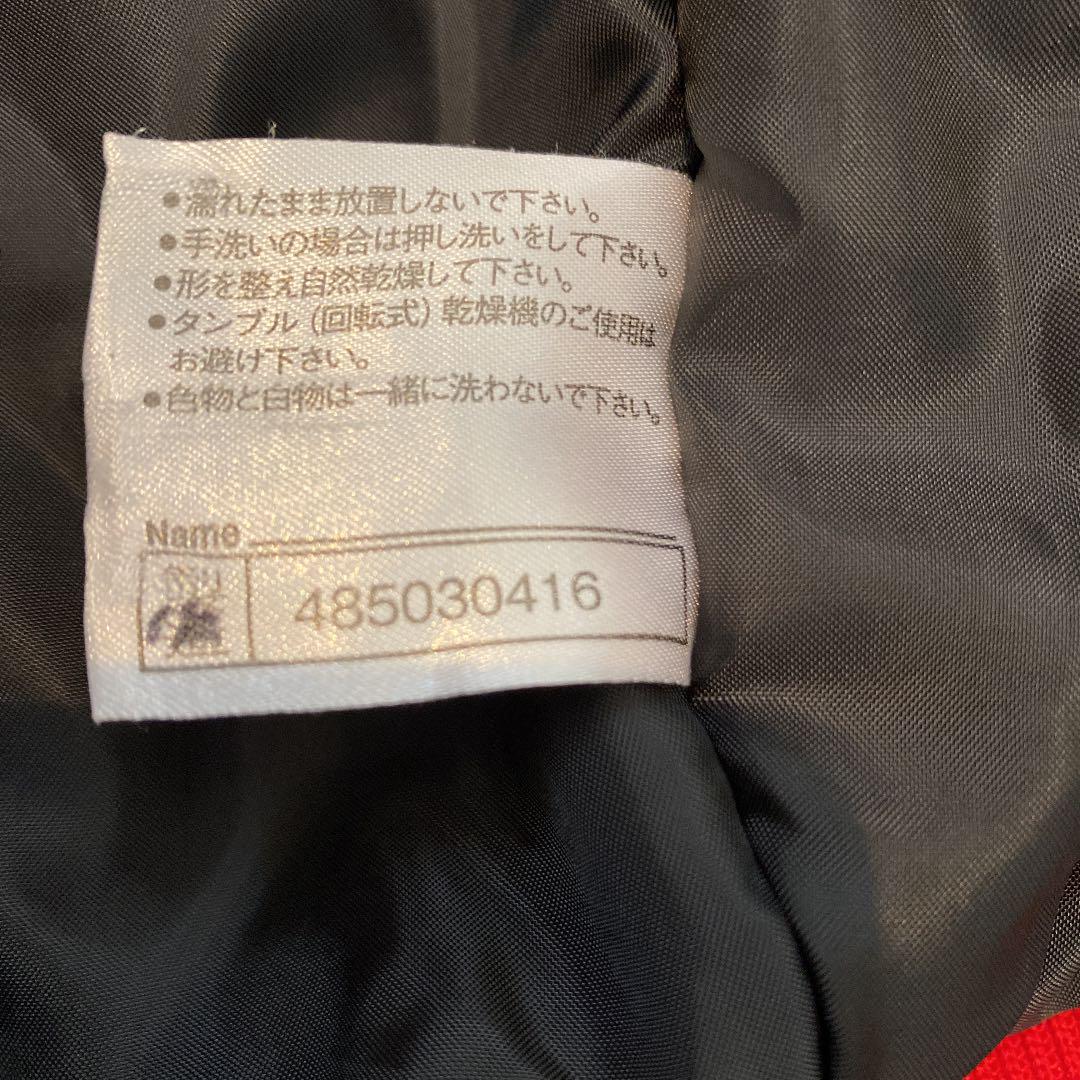 ●濡れたまま放置しないで下さい。
●手洗いの場合は押し洗いをして下さい。
●形を整え自然乾燥して下さい。
●タンブル（回転式）乾燥機のご使用は
お避け下さい。
●色物と白物は一緒に洗わないで下さい。
Name
485030416